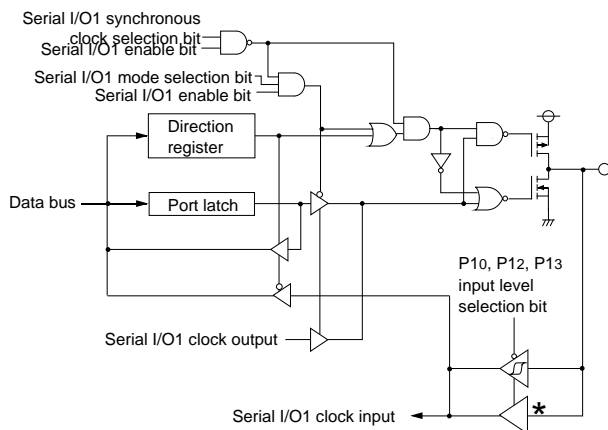 Serial I/O1 synchronous
clock selection bit
Serial I/O1 enable bit
Serial I/O1 mode selection bit
Serial I/O1 enable bit
Direction
register
Data bus
Port latch
P10, P12, P13
input level
selection bit
Serial I/O1 clock output
*
Serial I/O1 clock input